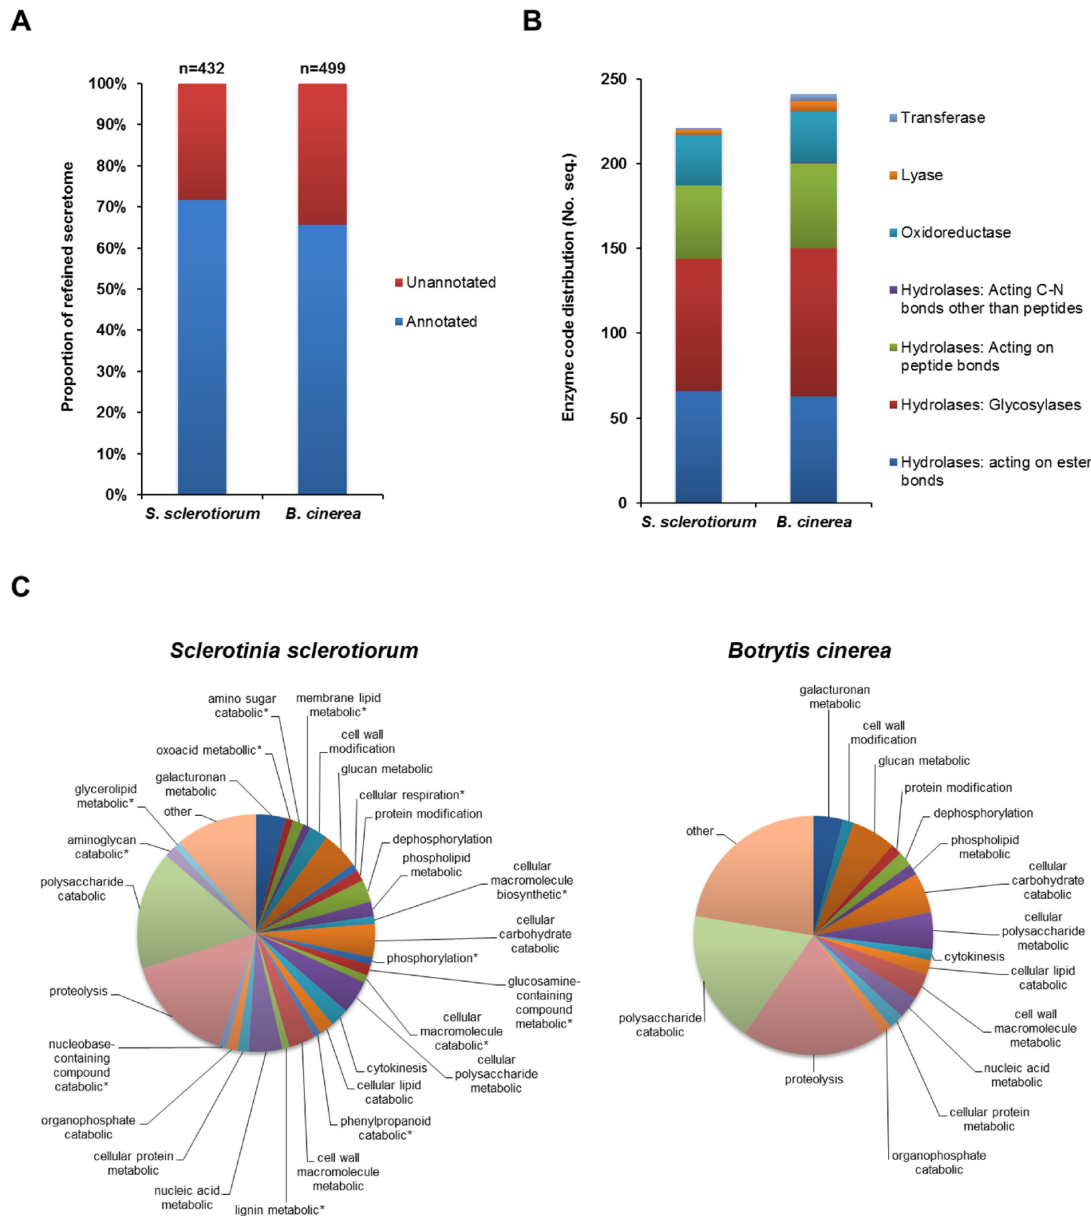 A
n=432
n=499
100%
90%
80%
70%
60%
50%
40%
30%
20%
10%
0%
Proportion of refeined secretome
S. sclerotiorum
B. cinerea
Unannotated
Annotated
B
250
200
150
100
50
0
Enzyme code distribution (No. seq.)
S. sclerotiorum
B. cinerea
Transferase
Lyase
Oxidoreductase
Hydrolases: Acting C-N
bonds other than peptides
Hydrolases: Acting on
peptide bonds
Hydrolases: Glycosylases
Hydrolases: acting on ester
bonds
C
Sclerotinia sclerotiorum
amino sugar
catabolic*
membrane lipid
metabolic*
oxoacid metabollic*
cell wall
modification
galacturonan
metabolic
glucan metabolic
glycerolipid
metabolic*
cellular respiration*
other
protein modification
aminoglycan
catabolic*
dephosphorylation
phospholipid
metabolic
polysaccharide
catabolic
cellular
macromolecule
biosynthetic*
cellular
carbohydrate
catabolic
phosphorylation*
proteolysis
glucosamine-
containing
compound
metabolic*
cellular
macromolecule
catabolic*
nucleobase-
containing
compound
catabolic*
cellular
polysaccharide
metabolic
cytokinesis
cellular lipid
catabolic
organophosphate
catabolic
phenylpropanoid
catabolic*
cellular protein
metabolic
cell wall
macromolecule
metabolic
nucleic acid
metabolic
lignin metabolic*
Botrytis cinerea
galacturonan
metabolic
cell wall
modification
glucan metabolic
protein modification
dephosphorylation
other
phospholipid
metabolic
cellular
carbohydrate
catabolic
cellular
polysaccharide
metabolic
cytokinesis
cellular lipid
catabolic
polysaccharide
catabolic
cell wall
macromolecule
metabolic
nucleic acid
metabolic
proteolysis
cellular protein
metabolic
organophosphate
catabolic